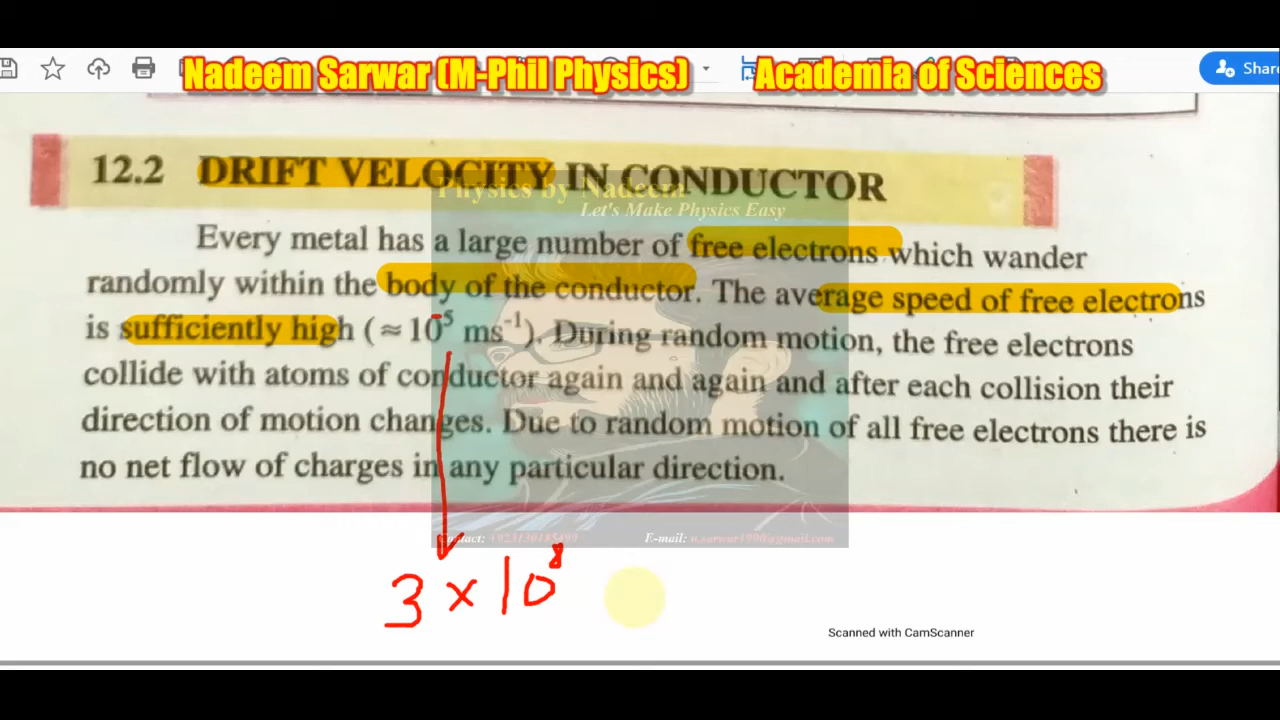 Nadeem Sarwar (M-Phil Physics) Academia of Sciences
Share
12.2 DRIFT VELOCITY IN CONDUCTOR
Physics by Nadeem
Let's Make Physics Easy
Every metal has a large number of free electrons which wander
randomly within the body of the conductor. The average speed of free electrons
is sufficiently high (≈ 10⁵ ms⁻¹). During random motion, the free electrons
collide with atoms of conductor again and again and after each collision their
direction of motion changes. Due to random motion of all free electrons there is
no net flow of charges in any particular direction.
Contact: E-mail:
3 × 10⁸
Scanned with CamScanner